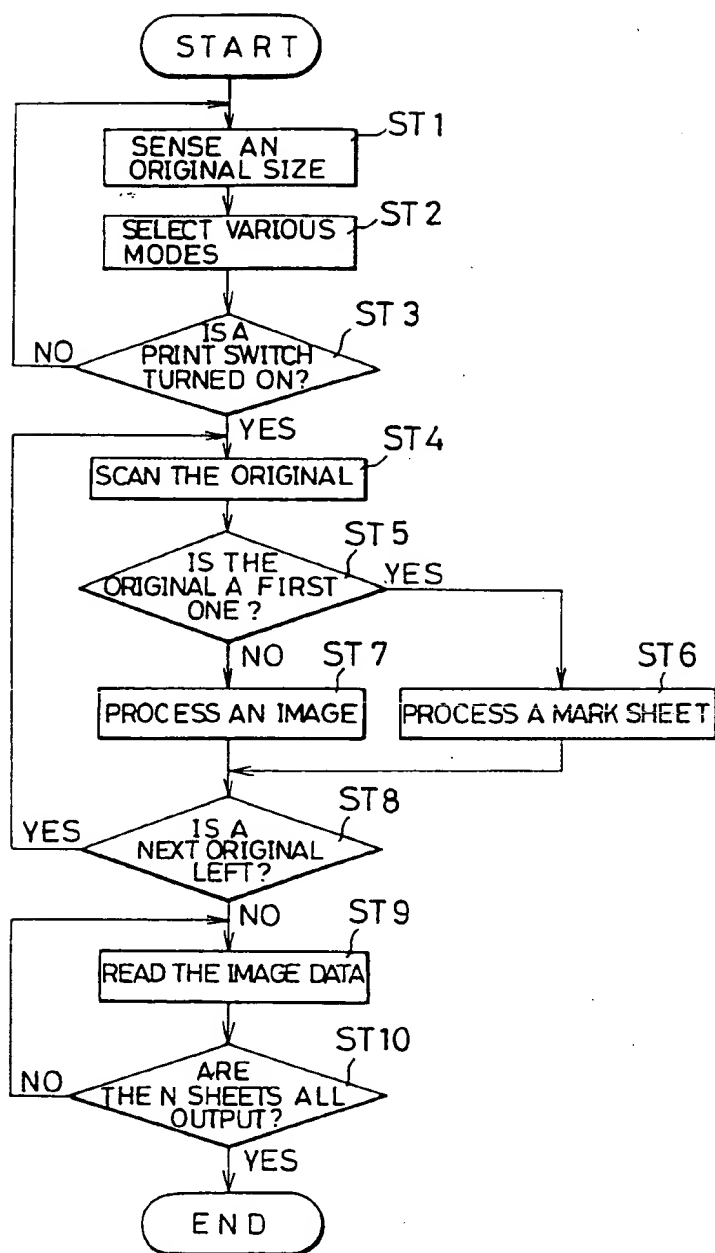 START
ST1
SENSE AN
ORIGINAL SIZE
ST2
SELECT VARIOUS
MODES
ST3
IS A
PRINT SWITCH
TURNED ON?
NO
YES
ST4
SCAN THE ORIGINAL
ST5
IS THE
ORIGINAL A FIRST
ONE?
YES
NO
ST7
PROCESS AN IMAGE
ST6
PROCESS A MARK SHEET
ST8
IS A
NEXT ORIGINAL
LEFT?
YES
NO
ST9
READ THE IMAGE DATA
ST10
ARE
THE N SHEETS ALL
OUTPUT?
NO
YES
END